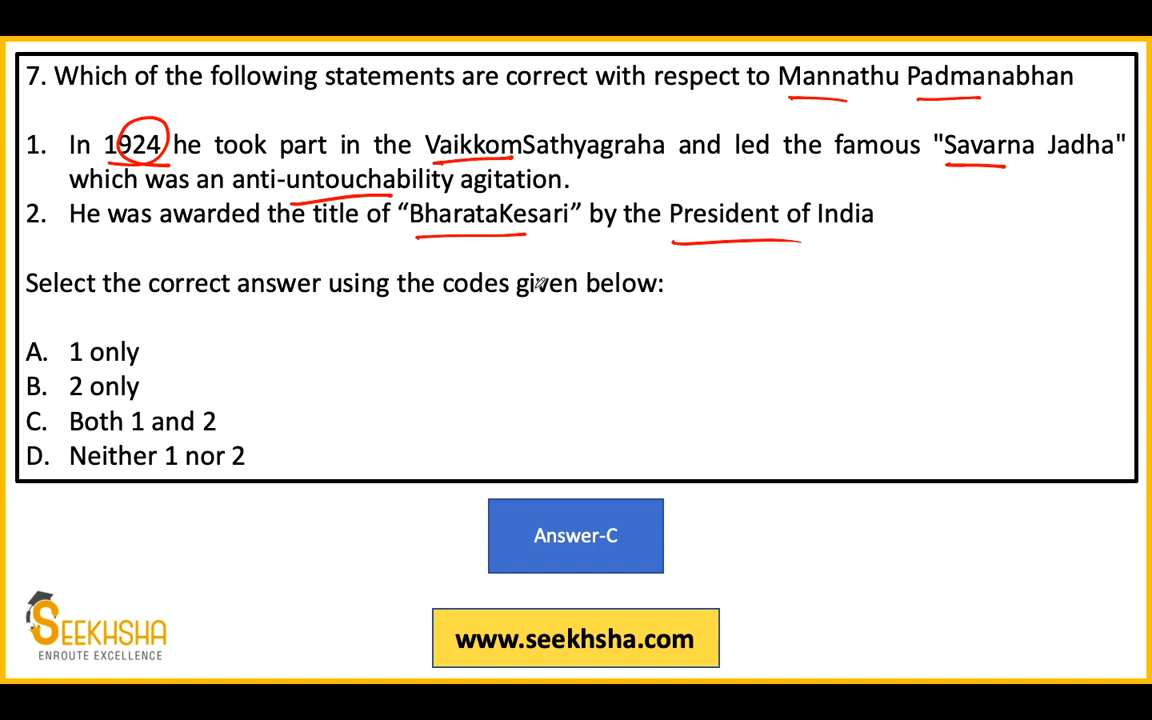 7. Which of the following statements are correct with respect to Mannathu Padmanabhan
1. In 1924 he took part in the VaikkomSathyagraha and led the famous "Savarna Jadha"
which was an anti-untouchability agitation.
2. He was awarded the title of “BharataKesari” by the President of India
Select the correct answer using the codes given below:
A. 1 only
B. 2 only
C. Both 1 and 2
D. Neither 1 nor 2
Answer-C
SEEKHSHA
ENROUTE EXCELLENCE
www.seekhsha.com